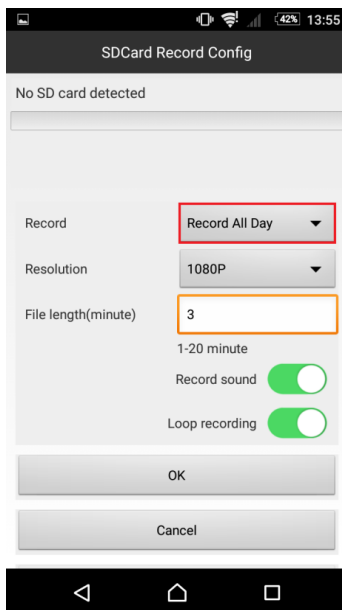 42% 13:55
SDCard Record Config
No SD card detected
Record Record All Day
Resolution 1080P
File length(minute) 3
1-20 minute
Record sound
Loop recording
OK
Cancel